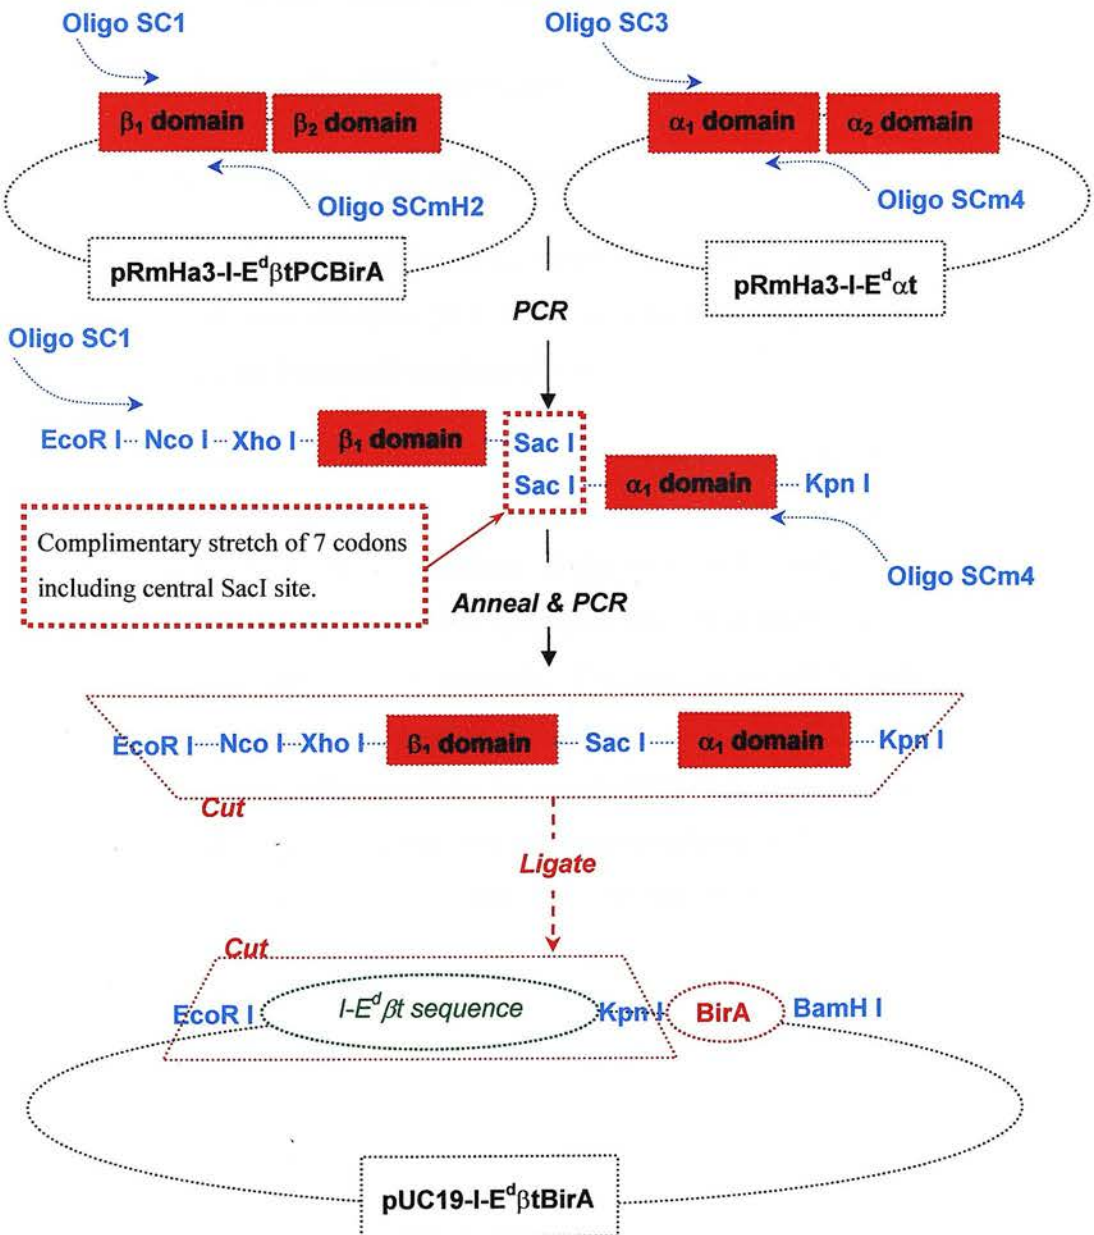 Oligo SC1
Oligo SC3
β₁ domain
β₂ domain
α₁ domain
α₂ domain
Oligo SCmH2
Oligo SCm4
pRmHa3-I-EᵈβtPCBirA
pRmHa3-I-Eᵈαt
PCR
Oligo SC1
EcoR I
Nco I
Xho I
β₁ domain
Sac I
Sac I
α₁ domain
Kpn I
Complimentary stretch of 7 codons
including central SacI site.
Oligo SCm4
Anneal & PCR
EcoR I
Nco I
Xho I
β₁ domain
Sac I
α₁ domain
Kpn I
Cut
Ligate
Cut
EcoR I
I-Eᵈ βt sequence
Kpn I
BirA
BamH I
pUC19-I-EᵈβtBirA